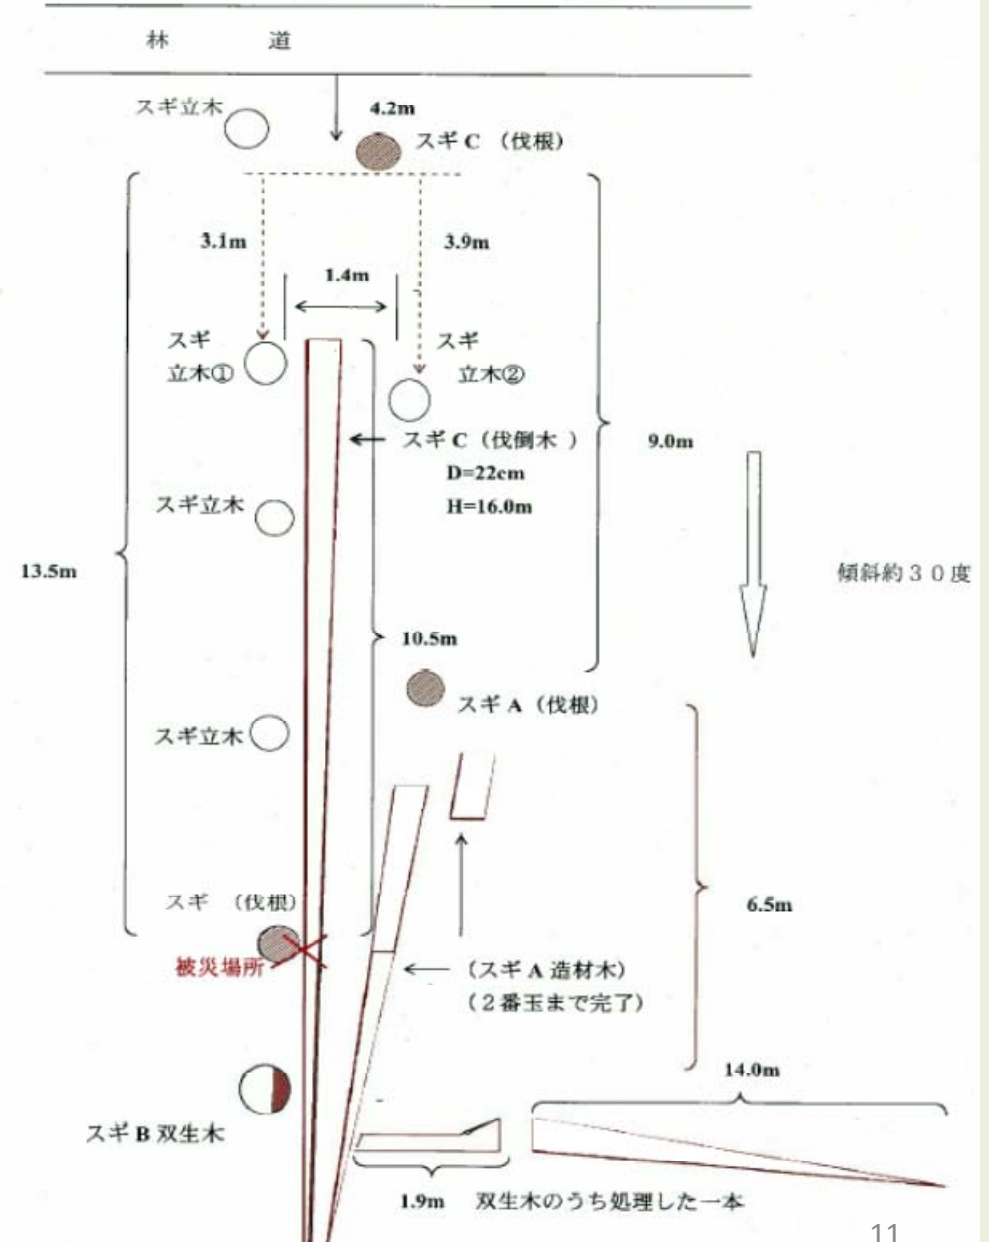 林 道
スギ立木
4.2m
スギ C （伐根）
3.1m
3.9m
1.4m
スギ
立木①
スギ
立木②
スギ C（伐倒木 ）
D=22cm
H=16.0m
9.0m
スギ立木
13.5m
傾斜約３０度
10.5m
スギ A（伐根）
スギ立木
スギ （伐根）
6.5m
被災場所
（スギ A 造材木）
（２番玉まで完了）
14.0m
スギ B 双生木
1.9m 双生木のうち処理した一本
11